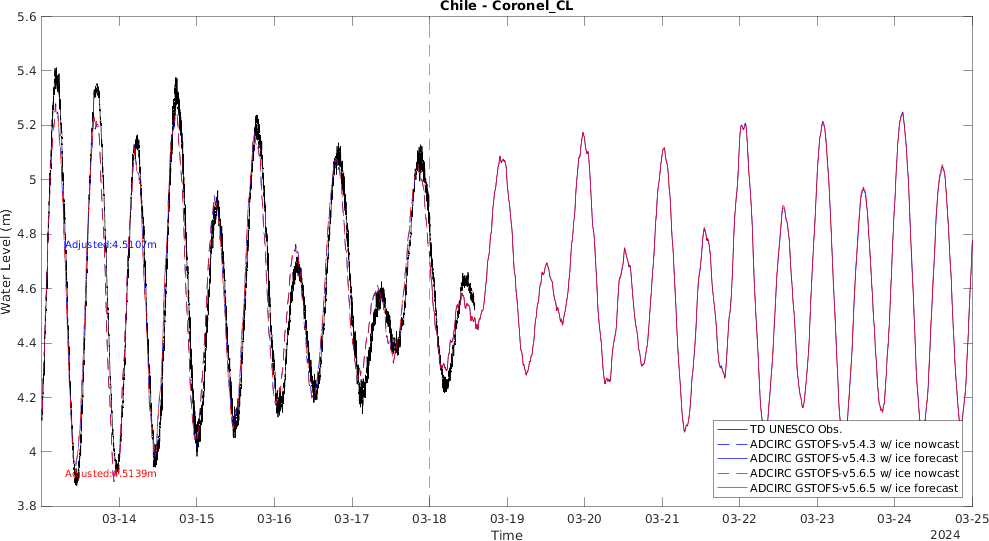 Chile - Coronel_CL
5.6
5.4
5.2
5
4.8
4.6
4.4
4.2
4
3.8
Water Level (m)
Adjusted:4.5107m
Adjusted:4.5139m
TD UNESCO Obs.
ADCIRC GSTOFS-v5.4.3 w/ ice nowcast
ADCIRC GSTOFS-v5.4.3 w/ ice forecast
ADCIRC GSTOFS-v5.6.5 w/ ice nowcast
ADCIRC GSTOFS-v5.6.5 w/ ice forecast
03-14 03-15 03-16 03-17 03-18 03-19 03-20 03-21 03-22 03-23 03-24 03-25
Time
2024